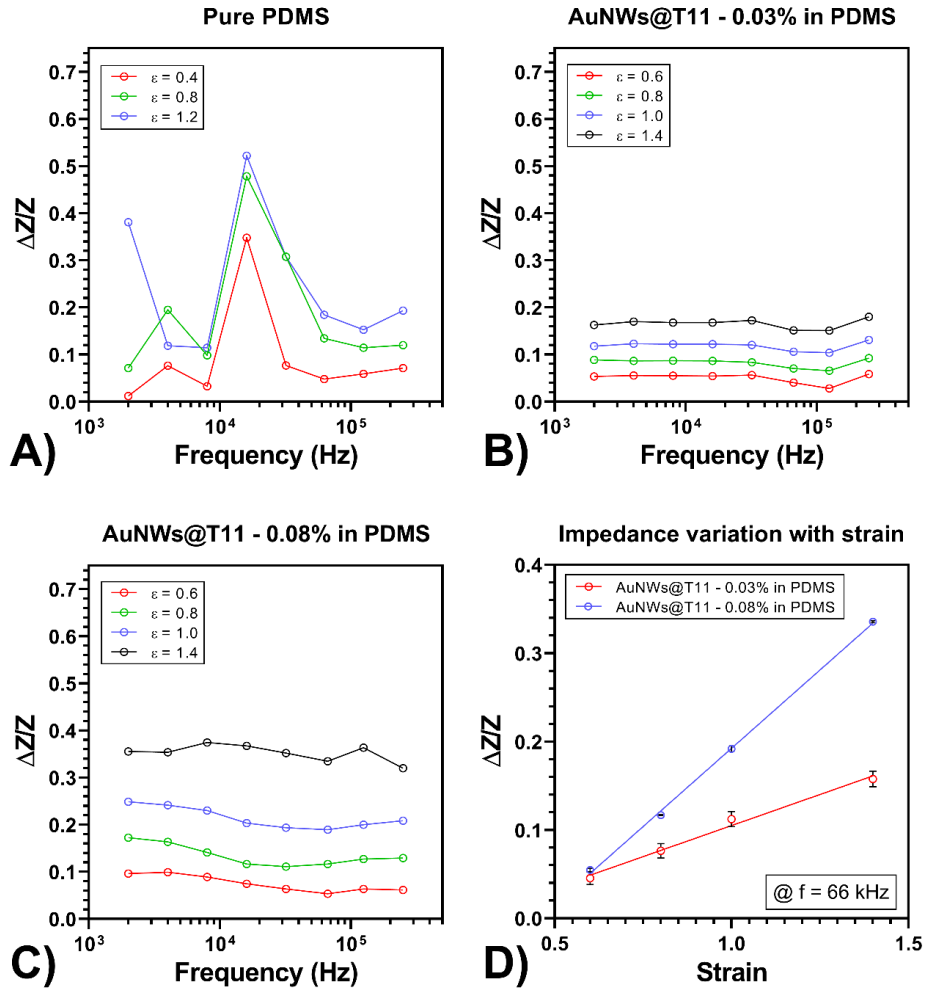 Pure PDMS
0.7
0.6
0.5
0.4
0.3
0.2
0.1
0.0
ΔZ/Z
ε = 0.4
ε = 0.8
ε = 1.2
10³
10⁴
10⁵
Frequency (Hz)
A)
AuNWs@T11 - 0.03% in PDMS
0.7
0.6
0.5
0.4
0.3
0.2
0.1
0.0
ΔZ/Z
ε = 0.6
ε = 0.8
ε = 1.0
ε = 1.4
10³
10⁴
10⁵
Frequency (Hz)
B)
AuNWs@T11 - 0.08% in PDMS
0.7
0.6
0.5
0.4
0.3
0.2
0.1
0.0
ΔZ/Z
ε = 0.6
ε = 0.8
ε = 1.0
ε = 1.4
10³
10⁴
10⁵
Frequency (Hz)
C)
Impedance variation with strain
0.4
0.3
0.2
0.1
0.0
ΔZ/Z
AuNWs@T11 - 0.03% in PDMS
AuNWs@T11 - 0.08% in PDMS
@ f = 66 kHz
0.5
1.0
1.5
Strain
D)